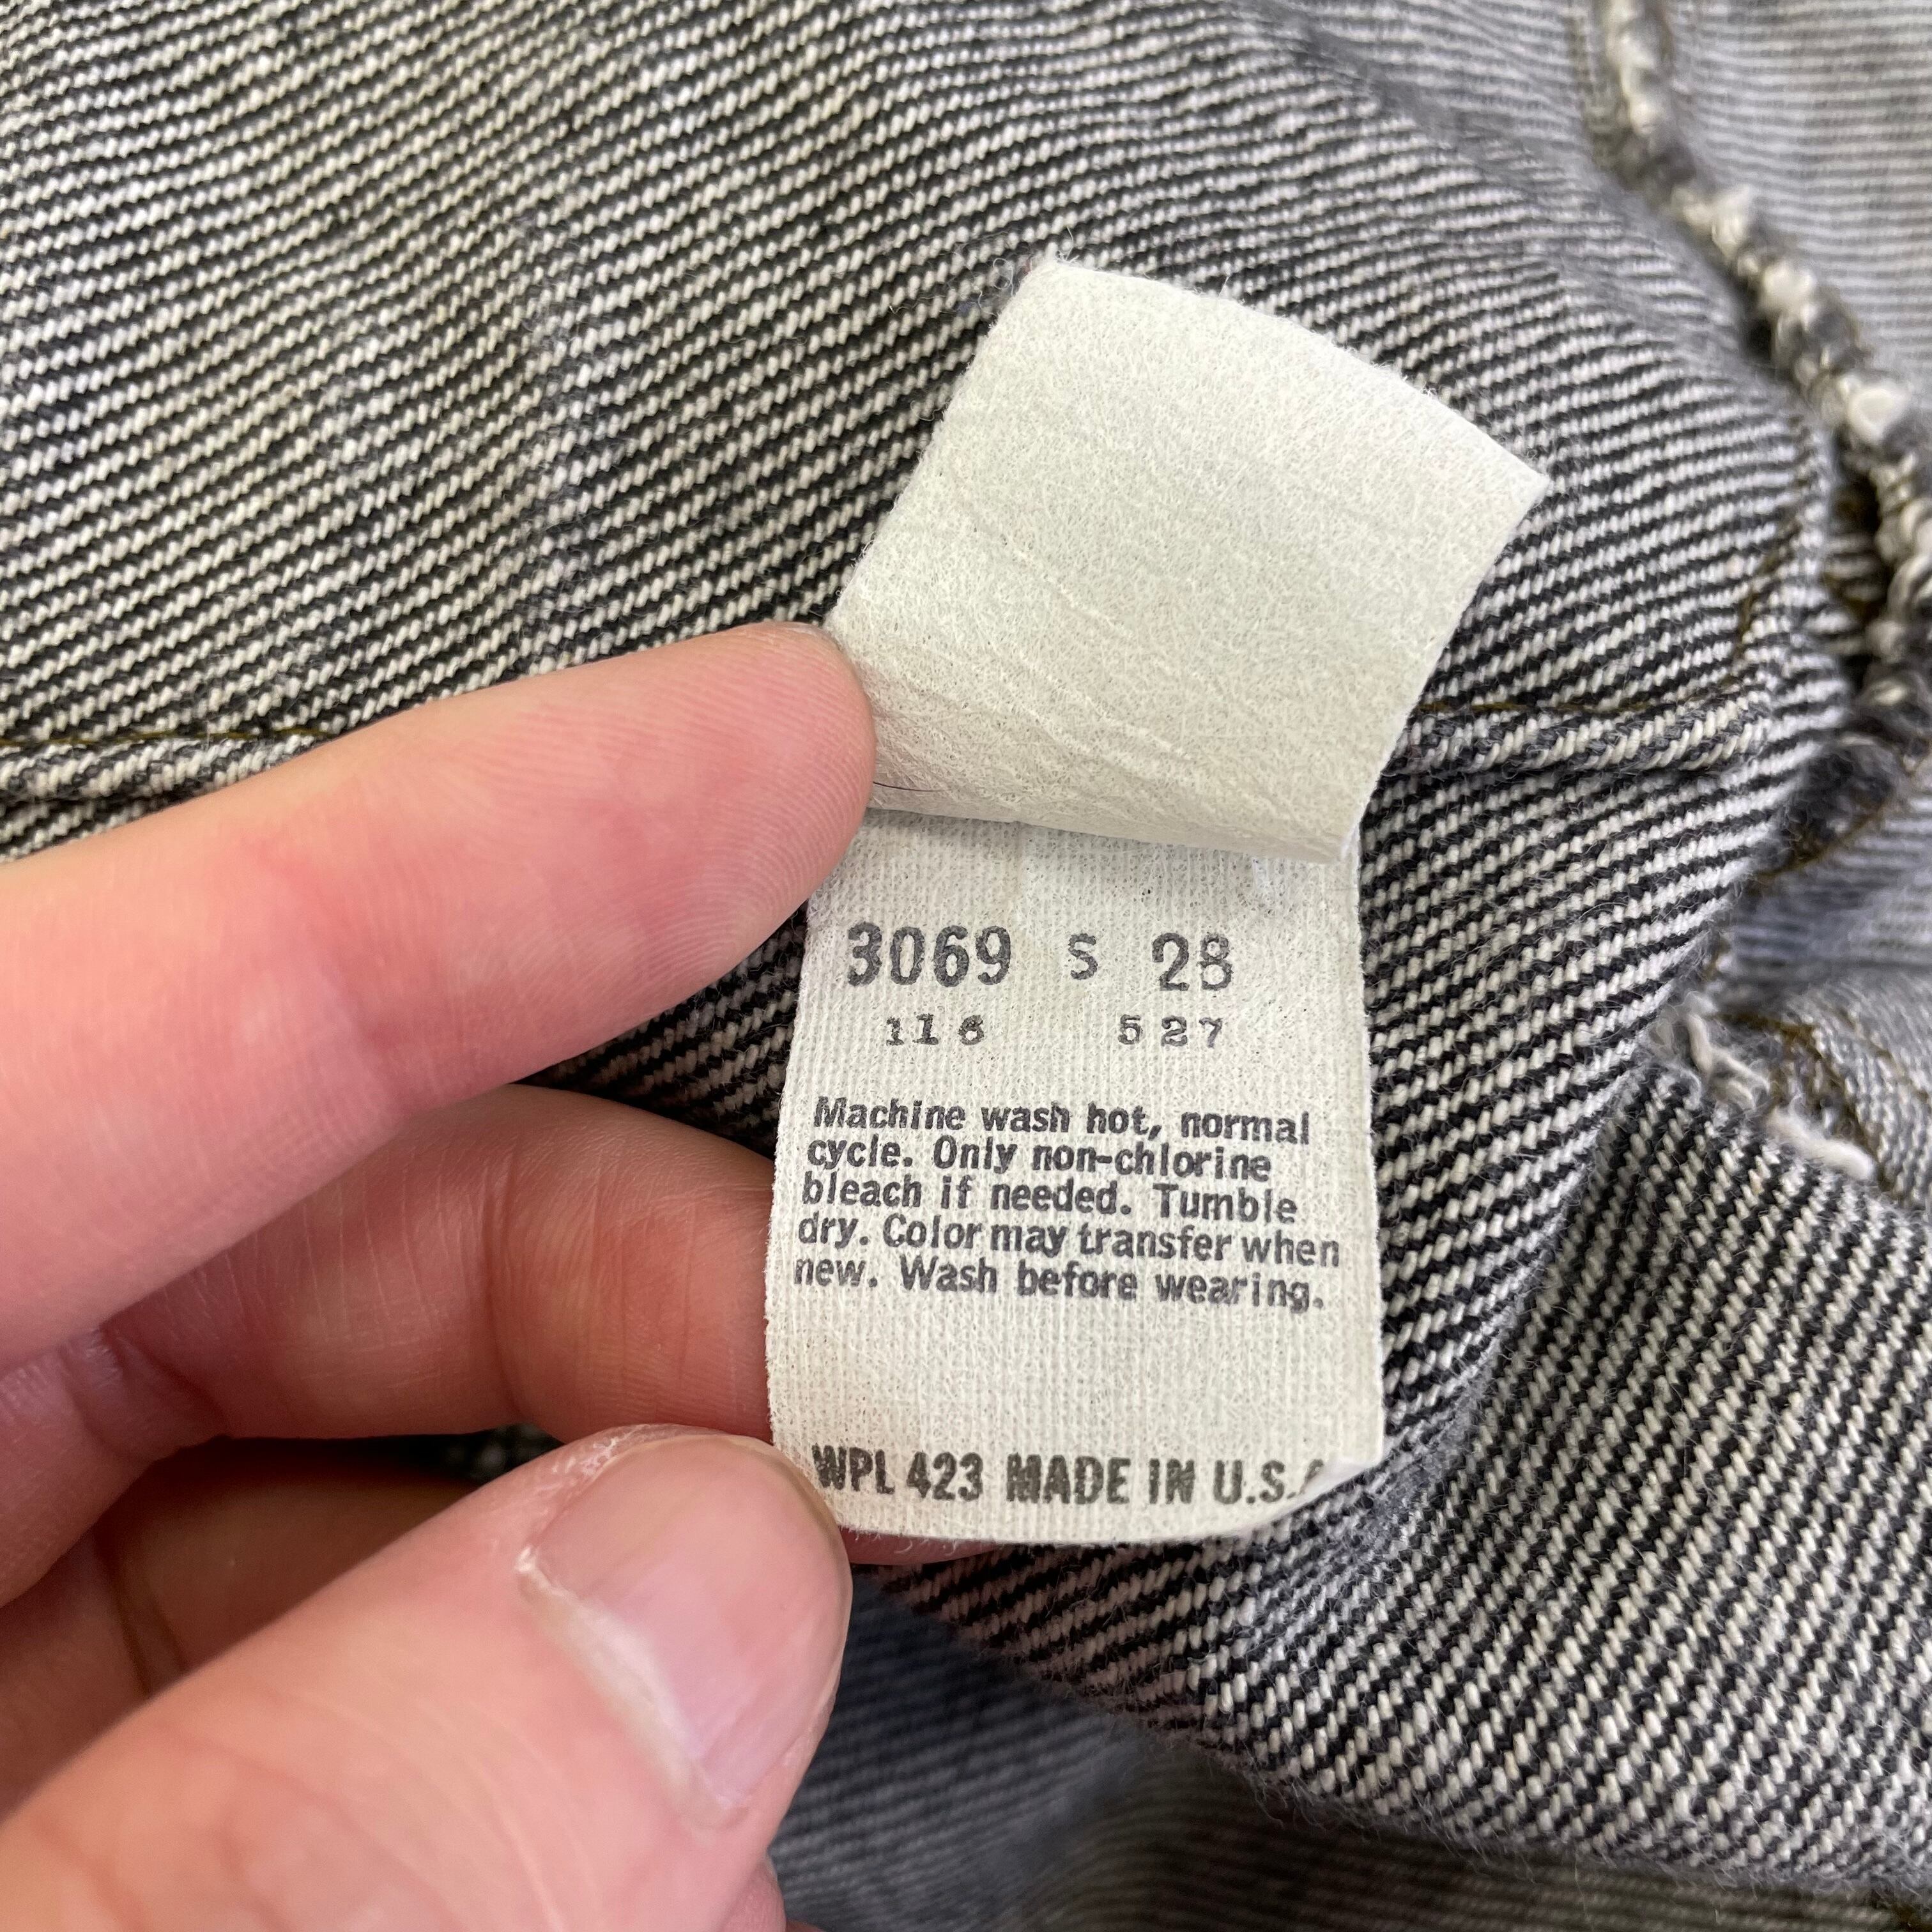 3069 S 28
116 527
Machine wash hot, normal
cycle. Only non-chlorine
bleach if needed. Tumble
dry. Color may transfer when
new. Wash before wearing.
WPL 423 MADE IN U.S.A